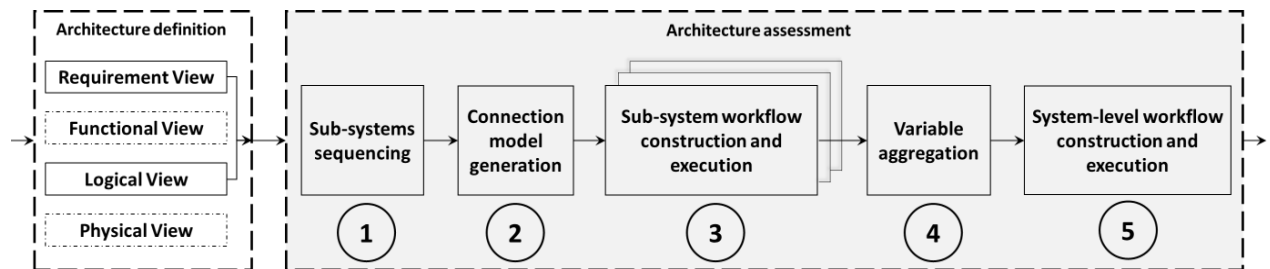 Architecture definition
Requirement View
Functional View
Logical View
Physical View
Architecture assessment
Sub-systems
sequencing
1
Connection
model
generation
2
Sub-system workflow
construction and
execution
3
Variable
aggregation
4
System-level workflow
construction and
execution
5